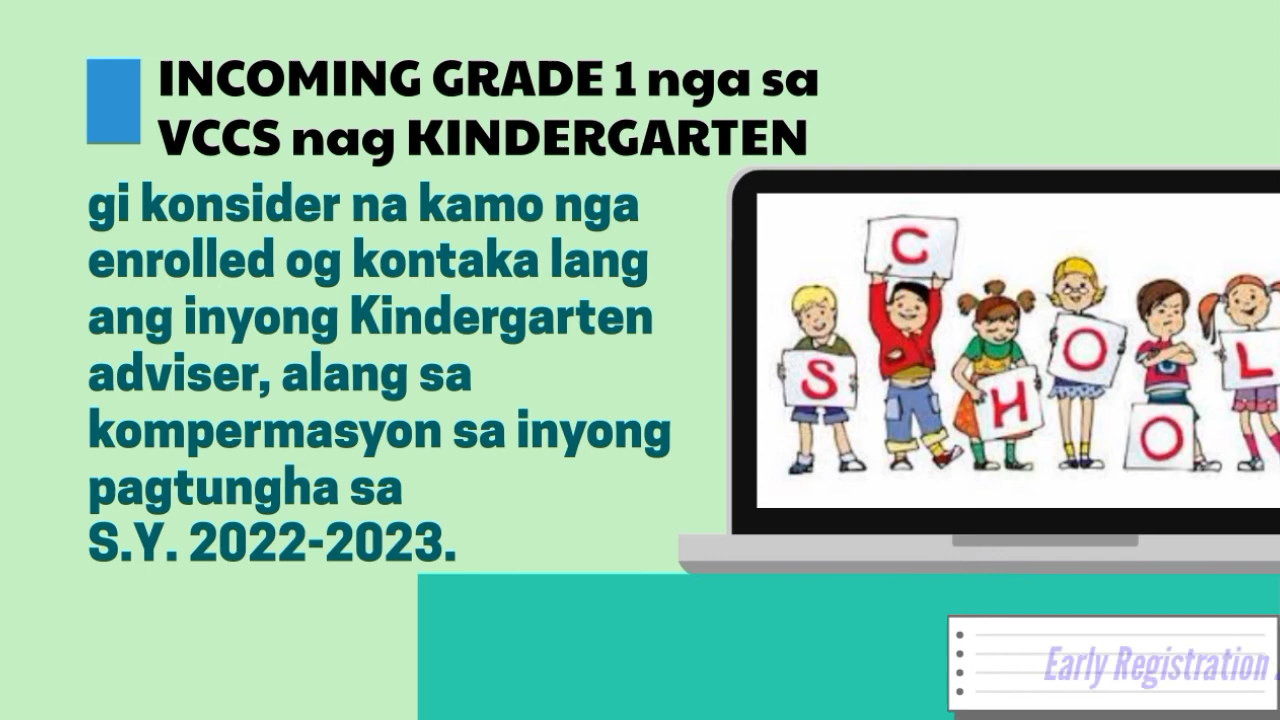 INCOMING GRADE 1 nga sa
VCCS nag KINDERGARTEN
gi konsider na kamo nga
enrolled og kontaka lang
ang inyong Kindergarten
adviser, alang sa
kompermasyon sa inyong
pagtungha sa
S.Y. 2022-2023.
S C H O O L
Early Registration